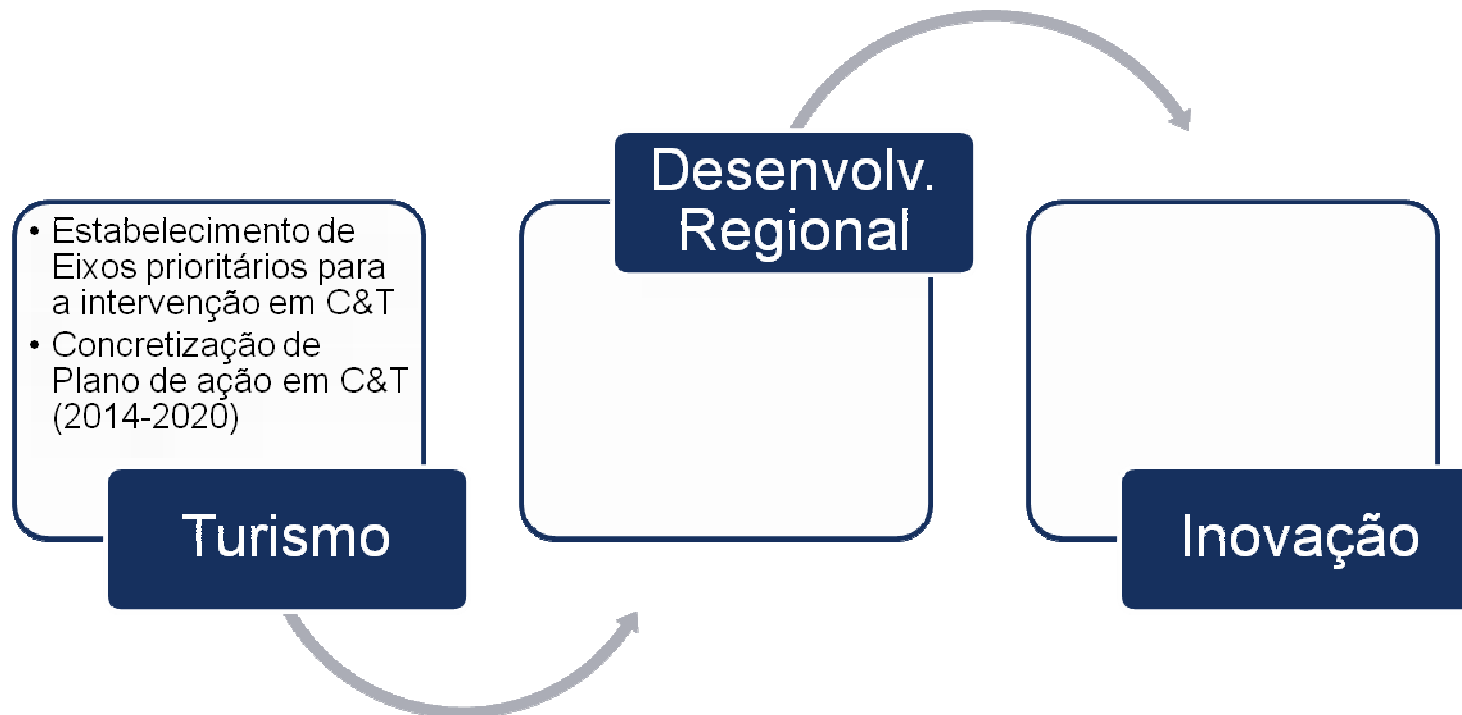 • Estabelecimento de
Eixos prioritários para
a intervenção em C&T
• Concretização de
Plano de ação em C&T
(2014-2020)
Turismo
Desenvolv.
Regional
Inovação